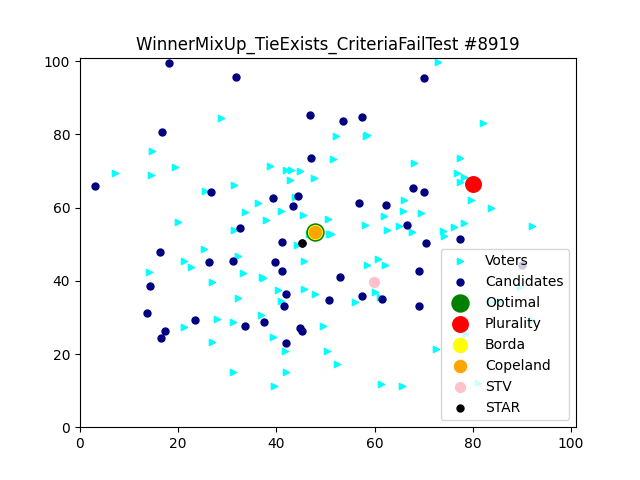 WinnerMixUp_TieExists_CriteriaFailTest #8919
100
80
60
40
20
0
0 20 40 60 80 100
Voters
Candidates
Optimal
Plurality
Borda
Copeland
STV
STAR